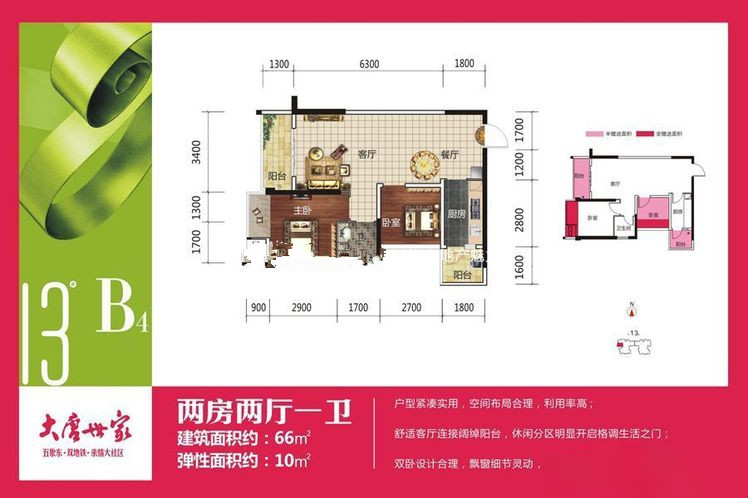 13°
B4
大唐世家
五象东·双地铁·亲情大社区
1300 6300 1800
3400
1300
1700
1700
1200
2800
1600
客厅 餐厅
阳台
主卧
卧室
厨房
阳台
900 2900 1700 2700 1800
半赠送面积 全赠送面积
阳台
客厅
卧室
卧室
厨房
卫生间
阳台
N
13.
两房两厅一卫
建筑面积约：66㎡
弹性面积约：10㎡
户型紧凑实用，空间布局合理，利用率高；
舒适客厅连接阔绰阳台，休闲分区明显开启格调生活之门；
双卧设计合理，飘窗细节灵动，